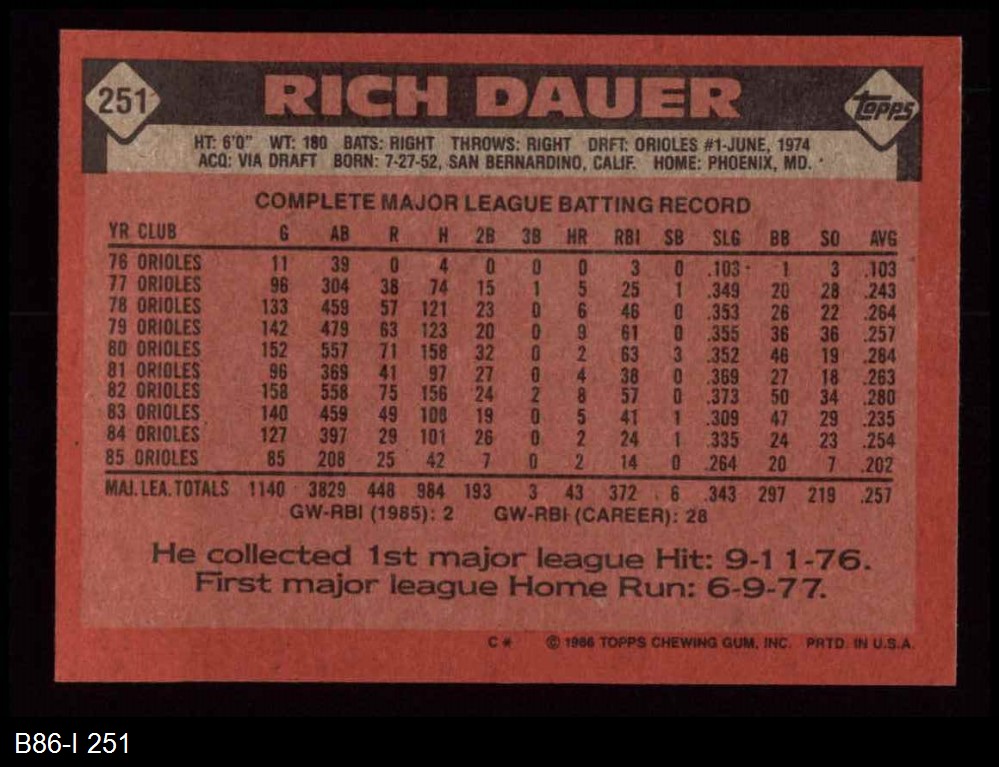 251 RICH DAUER Topps
HT: 6'0" WT: 180 BATS: RIGHT THROWS: RIGHT DRFT: ORIOLES #1-JUNE, 1974
ACQ: VIA DRAFT BORN: 7-27-52, SAN BERNARDINO, CALIF. HOME: PHOENIX, MD.
COMPLETE MAJOR LEAGUE BATTING RECORD
YR CLUB G AB R H 2B 3B HR RBI SB SLG BB SO AVG
76 ORIOLES 11 39 0 4 0 0 0 3 0 .103 1 3 .103
77 ORIOLES 96 304 38 74 15 1 5 25 1 .349 20 28 .243
78 ORIOLES 133 459 57 121 23 0 6 46 0 .353 26 22 .264
79 ORIOLES 142 479 63 123 20 0 9 61 0 .355 36 36 .257
80 ORIOLES 152 557 71 158 32 0 2 63 3 .352 46 19 .284
81 ORIOLES 96 369 41 97 27 0 4 38 0 .369 27 18 .263
82 ORIOLES 158 558 75 156 24 2 8 57 0 .373 50 34 .280
83 ORIOLES 140 459 49 108 19 0 5 41 1 .309 47 29 .235
84 ORIOLES 127 397 29 101 26 0 2 24 1 .335 24 23 .254
85 ORIOLES 85 208 25 42 7 0 2 14 0 .264 20 7 .202
MAJ. LEA. TOTALS 1140 3829 448 984 193 3 43 372 6 .343 297 219 .257
GW-RBI (1985): 2 GW-RBI (CAREER): 28
He collected 1st major league Hit: 9-11-76.
First major league Home Run: 6-9-77.
C* © 1986 TOPPS CHEWING GUM, INC. PRTD. IN U.S.A.
B86-I 251